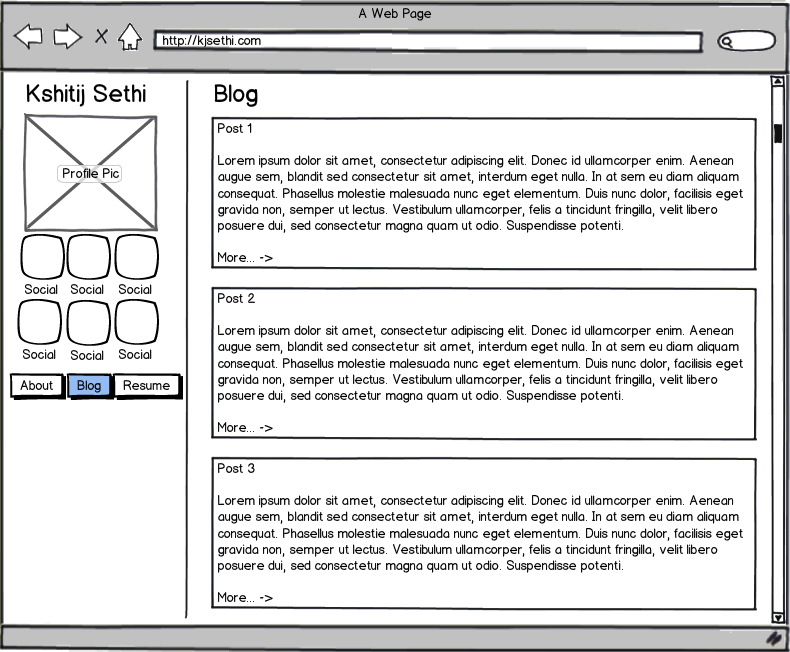 A Web Page
http://kjsethi.com
Kshitij Sethi
Profile Pic
Social Social Social
Social Social Social
About Blog Resume
Blog
Post 1
Lorem ipsum dolor sit amet, consectetur adipiscing elit. Donec id ullamcorper enim. Aenean
augue sem, blandit sed consectetur sit amet, interdum eget nulla. In at sem eu diam aliquam
consequat. Phasellus molestie malesuada nunc eget elementum. Duis nunc dolor, facilisis eget
gravida non, semper ut lectus. Vestibulum ullamcorper, felis a tincidunt fringilla, velit libero
posuere dui, sed consectetur magna quam ut odio. Suspendisse potenti.
More... ->
Post 2
Lorem ipsum dolor sit amet, consectetur adipiscing elit. Donec id ullamcorper enim. Aenean
augue sem, blandit sed consectetur sit amet, interdum eget nulla. In at sem eu diam aliquam
consequat. Phasellus molestie malesuada nunc eget elementum. Duis nunc dolor, facilisis eget
gravida non, semper ut lectus. Vestibulum ullamcorper, felis a tincidunt fringilla, velit libero
posuere dui, sed consectetur magna quam ut odio. Suspendisse potenti.
More... ->
Post 3
Lorem ipsum dolor sit amet, consectetur adipiscing elit. Donec id ullamcorper enim. Aenean
augue sem, blandit sed consectetur sit amet, interdum eget nulla. In at sem eu diam aliquam
consequat. Phasellus molestie malesuada nunc eget elementum. Duis nunc dolor, facilisis eget
gravida non, semper ut lectus. Vestibulum ullamcorper, felis a tincidunt fringilla, velit libero
posuere dui, sed consectetur magna quam ut odio. Suspendisse potenti.
More... ->